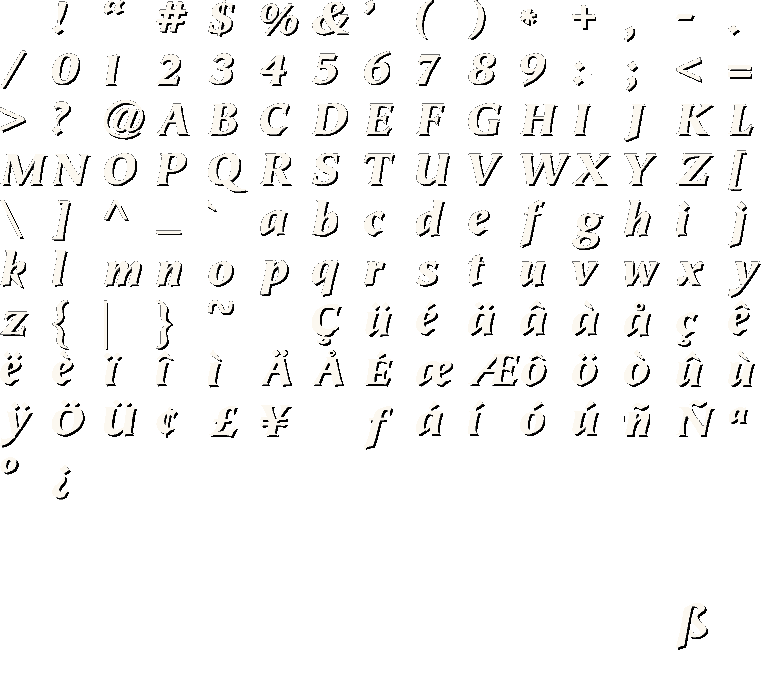 ! " # $ % & ' ( ) * + , - .
/ 0 1 2 3 4 5 6 7 8 9 : ; < =
> ? @ A B C D E F G H I J K L
M N O P Q R S T U V W X Y Z [
\ ] ^ _ ` a b c d e f g h i j
k l m n o p q r s t u v w x y
z { | } ~ Ç ü é ä â à å ç ê
ë è ï î ì Ä Å É æ Æ ô ö ò û ù
ÿ Ö Ü ¢ £ ¥ ƒ á í ó ú ñ Ñ ª
º ¿
ß